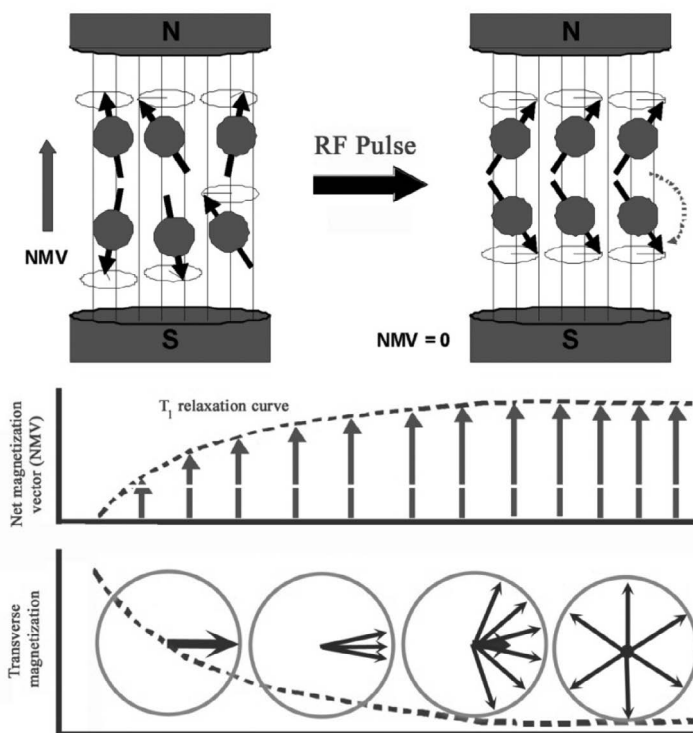 N
N
RF Pulse
NMV
NMV = 0
S
S
T1 relaxation curve
Net magnetization
vector (NMV)
Transverse
magnetization